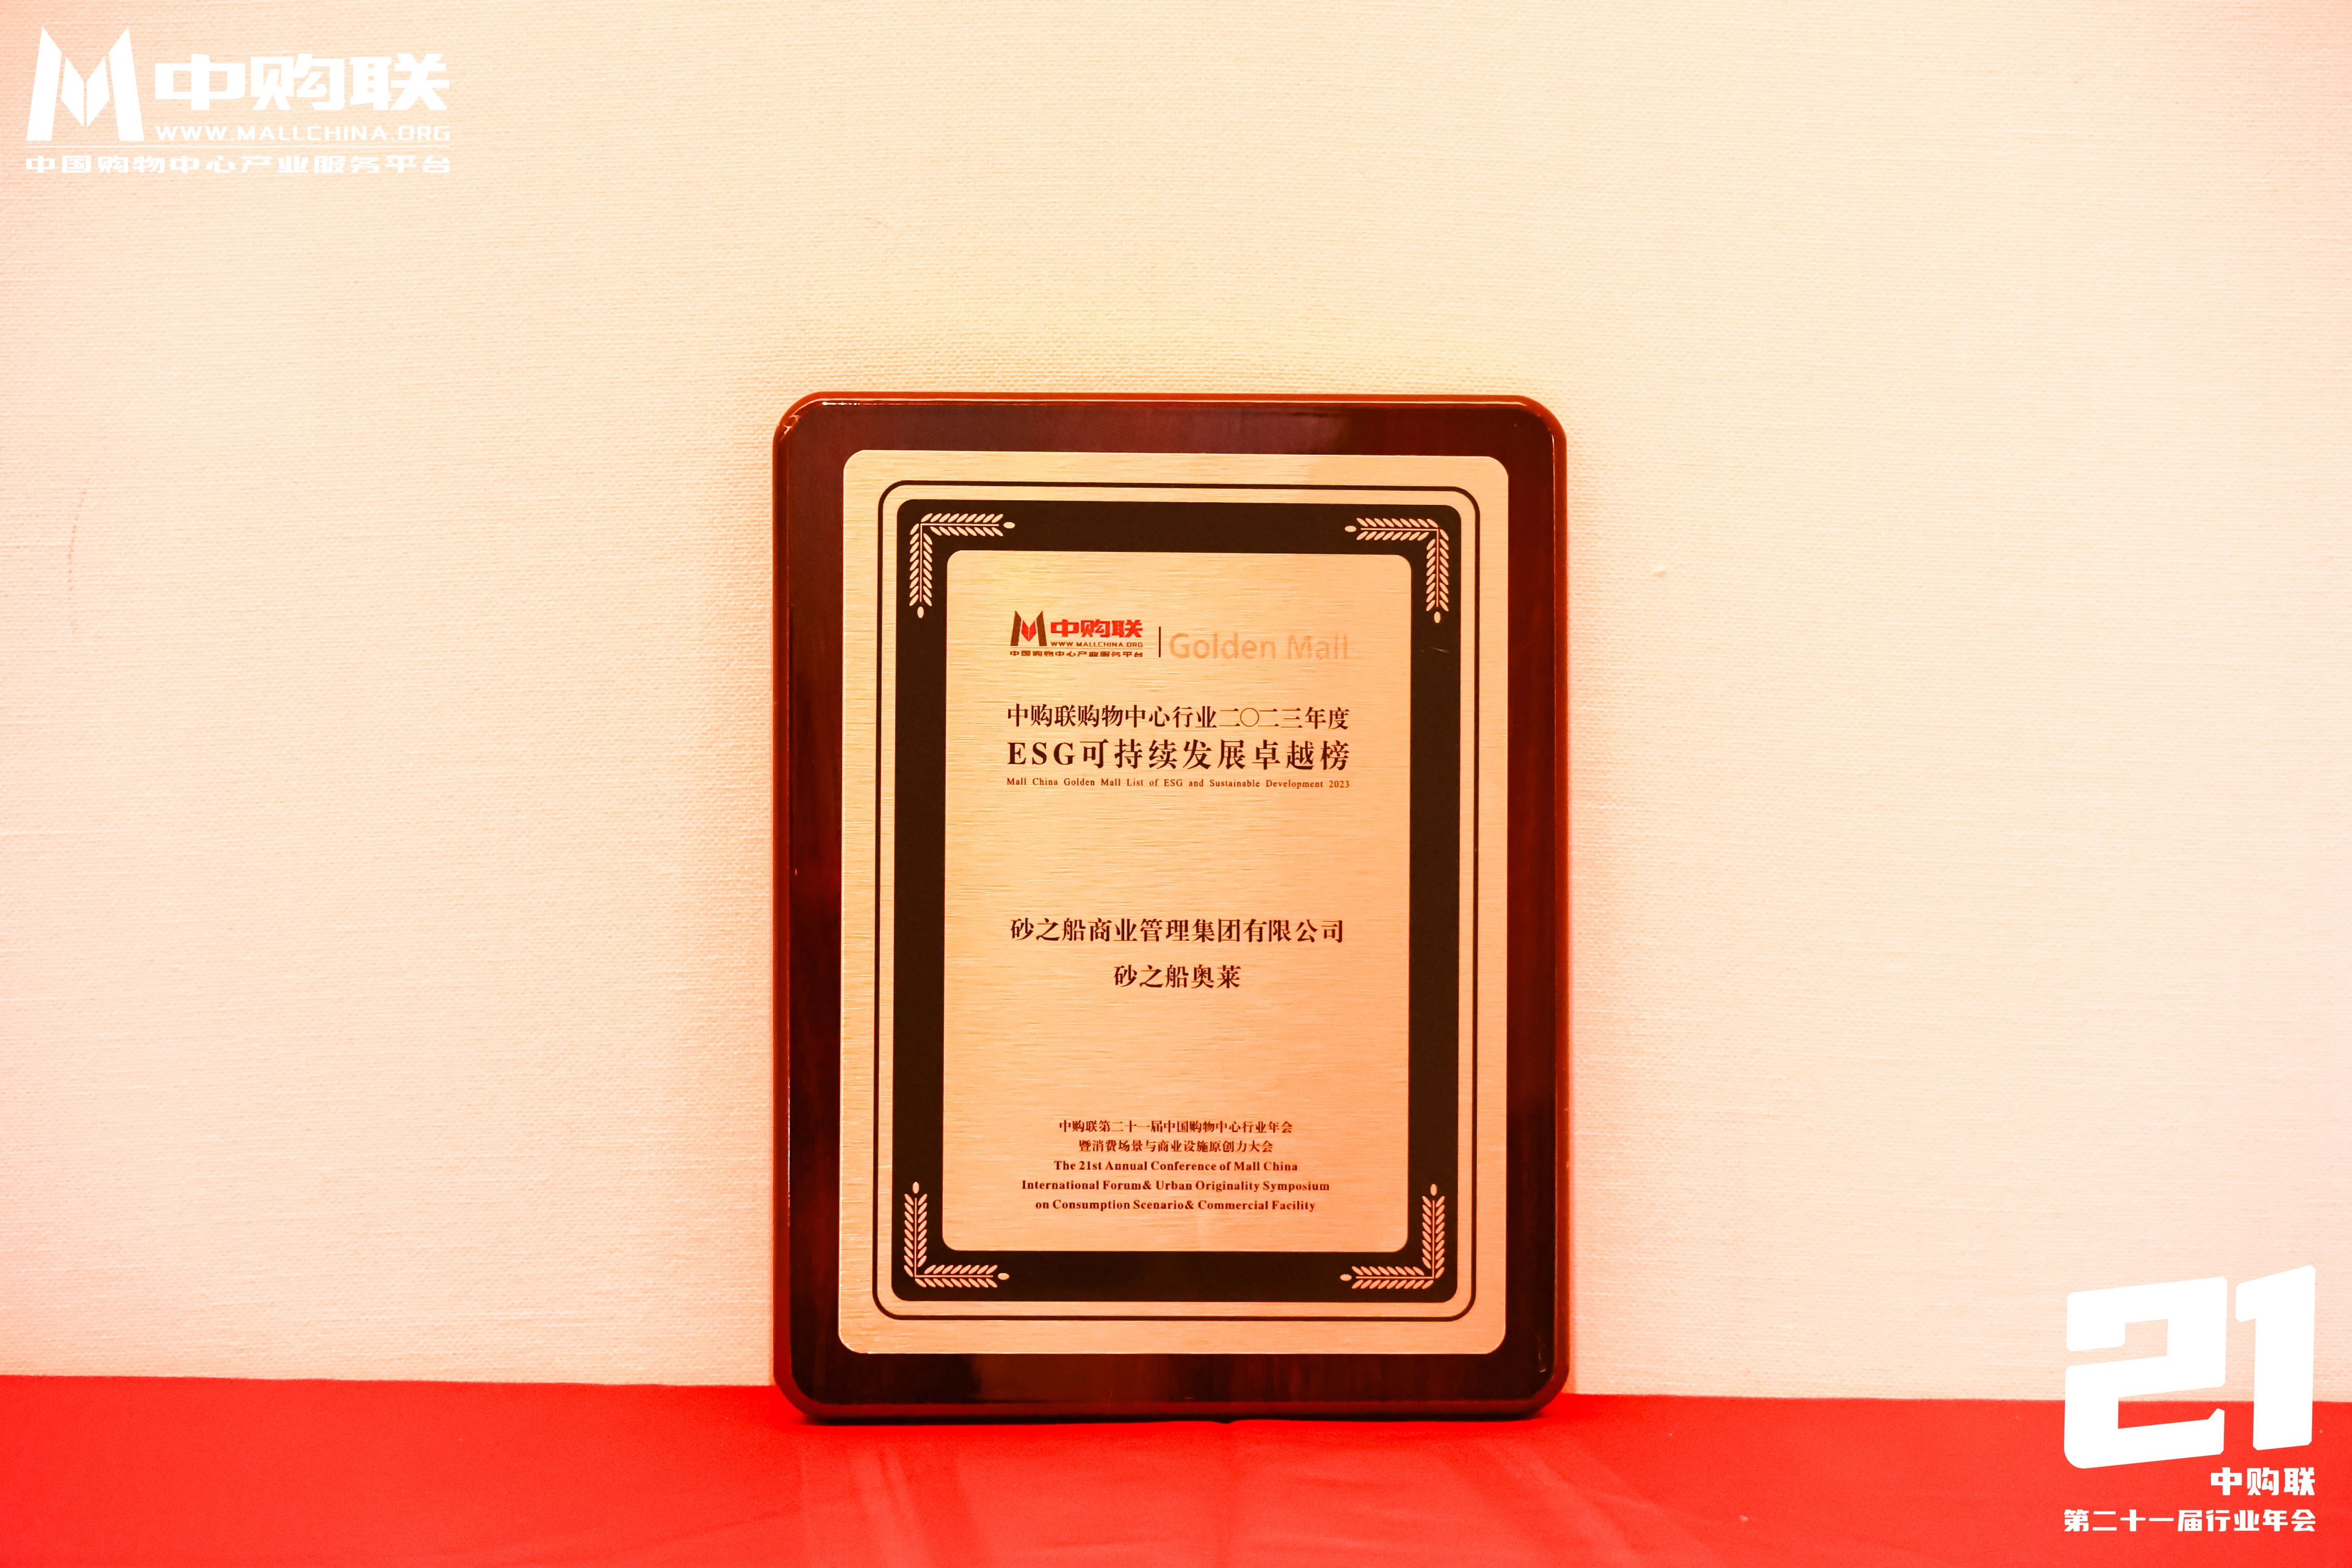 中购联
WWW.MALLCHINA.ORG
中国购物中心产业服务平台
中购联
WWW.MALLCHINA.ORG
中国购物中心产业服务平台
Golden Mall
中购联购物中心行业二〇二三年度
ESG可持续发展卓越榜
Mall China Golden Mall List of ESG and Sustainable Development 2023
砂之船商业管理集团有限公司
砂之船奥莱
中购联第二十一届中国购物中心行业年会
暨消费场景与商业设施原创力大会
The 21st Annual Conference of Mall China
International Forum& Urban Originality Symposium
on Consumption Scenario& Commercial Facility
21
中购联
第二十一届行业年会